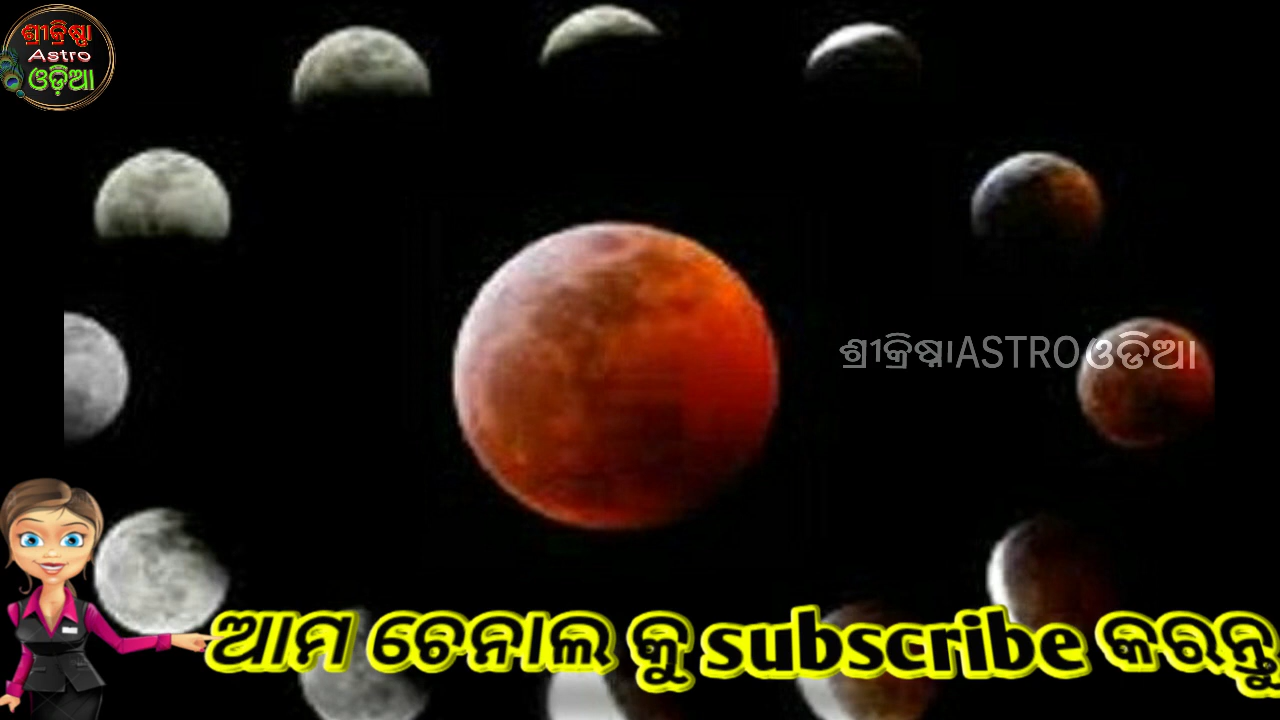 ଶ୍ରୀକ୍ରିଷ୍ନା
Astro
ଓଡ଼ିଆ
ଶ୍ରୀକ୍ରିଷ୍ନା ASTRO ଓଡିଆ
ଆମ ଚେନାଲ କୁ subscribe କରନ୍ତୁ